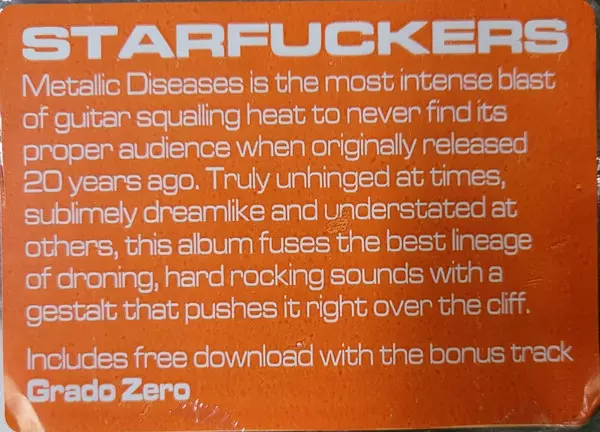 STARFUCKERS
Metallic Diseases is the most intense blast
of guitar squalling heat to never find its
proper audience when originally released
20 years ago. Truly unhinged at times,
sublimely dreamlike and understated at
others, this album fuses the best lineage
of droning, hard rocking sounds with a
gestalt that pushes it right over the cliff.
Includes free download with the bonus track
Grado Zero